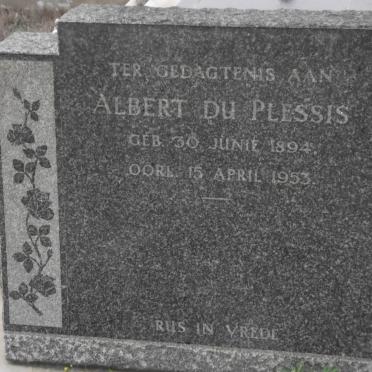 TER GEDAGTENIS AAN
ALBERT DU PLESSIS
GEB. 30 JUNIE 1894.
OORL. 15 APRIL 1953.
RUS IN VREDE